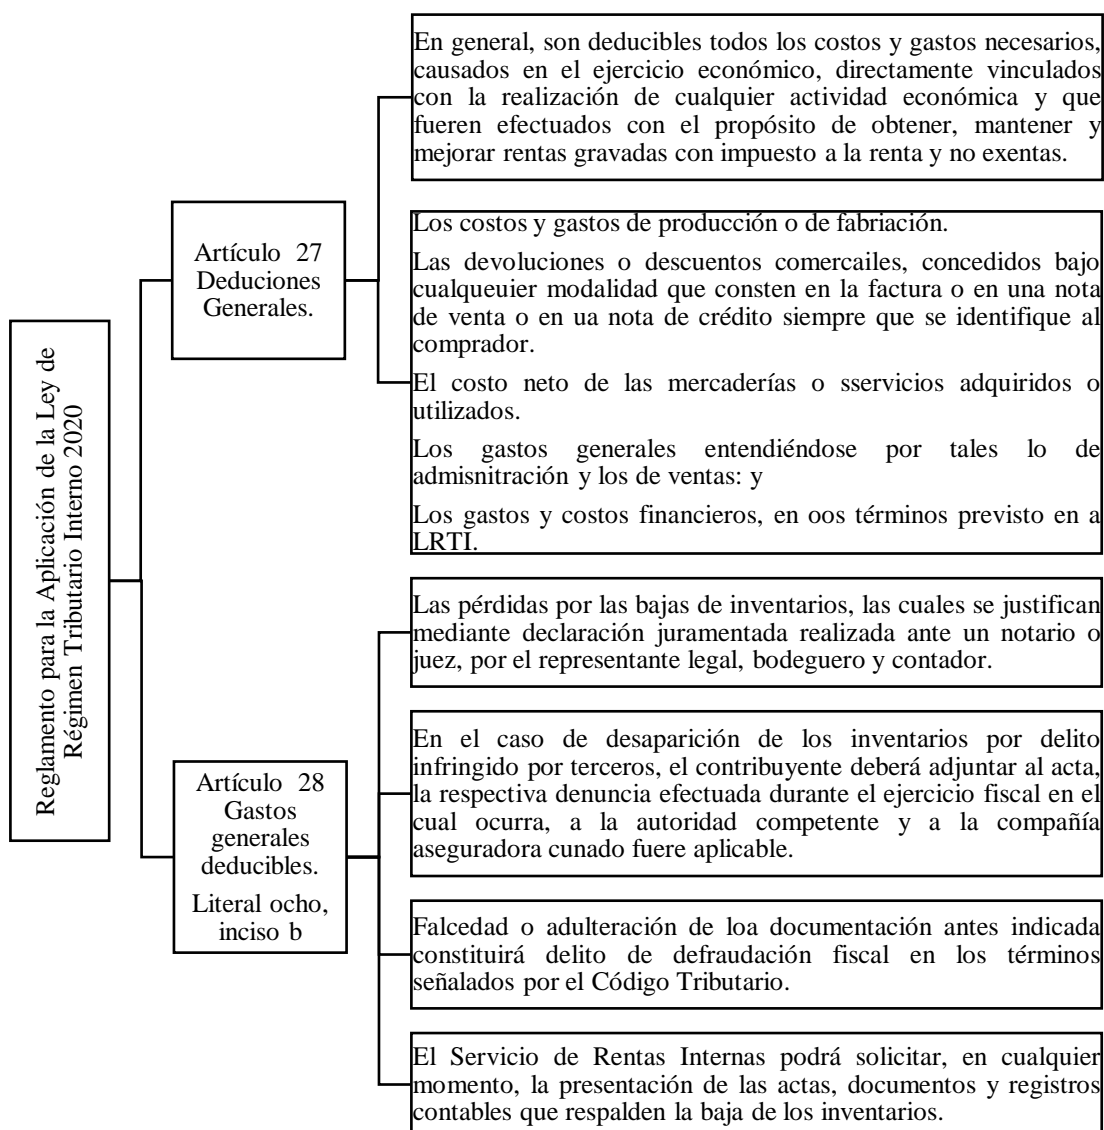 Reglamento para la Aplicación de la Ley de
Régimen Tributario Interno 2020
Artículo 27
Deduciones
Generales.
En general, son deducibles todos los costos y gastos necesarios,
causados en el ejercicio económico, directamente vinculados
con la realización de cualquier actividad económica y que
fueren efectuados con el propósito de obtener, mantener y
mejorar rentas gravadas con impuesto a la renta y no exentas.
Los costos y gastos de producción o de fabriación.
Las devoluciones o descuentos comercailes, concedidos bajo
cualqueuier modalidad que consten en la factura o en una nota
de venta o en ua nota de crédito siempre que se identifique al
comprador.
El costo neto de las mercaderías o sservicios adquiridos o
utilizados.
Los gastos generales entendiéndose por tales lo de
admisnitración y los de ventas: y
Los gastos y costos financieros, en oos términos previsto en a
LRTI.
Artículo 28
Gastos
generales
deducibles.
Literal ocho,
inciso b
Las pérdidas por las bajas de inventarios, las cuales se justifican
mediante declaración juramentada realizada ante un notario o
juez, por el representante legal, bodeguero y contador.
En el caso de desaparición de los inventarios por delito
infringido por terceros, el contribuyente deberá adjuntar al acta,
la respectiva denuncia efectuada durante el ejercicio fiscal en el
cual ocurra, a la autoridad competente y a la compañía
aseguradora cunado fuere aplicable.
Falcedad o adulteración de loa documentación antes indicada
constituirá delito de defraudación fiscal en los términos
señalados por el Código Tributario.
El Servicio de Rentas Internas podrá solicitar, en cualquier
momento, la presentación de las actas, documentos y registros
contables que respalden la baja de los inventarios.